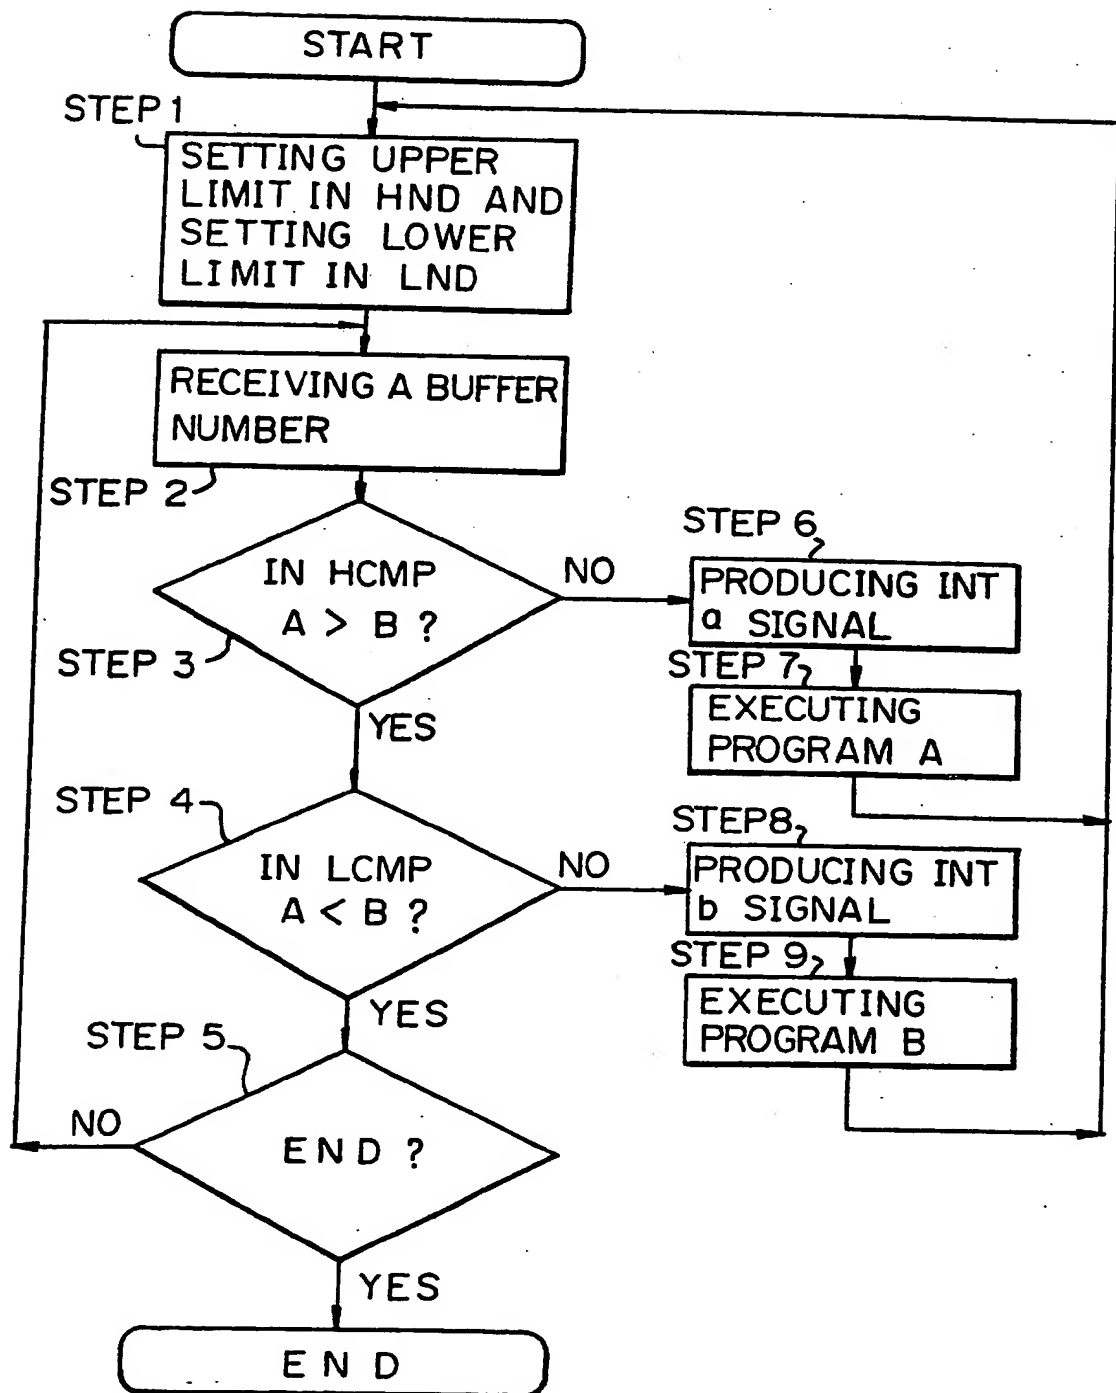 START
STEP 1
SETTING UPPER
LIMIT IN HND AND
SETTING LOWER
LIMIT IN LND
RECEIVING A BUFFER
NUMBER
STEP 2
IN HCMP
A > B ?
STEP 3
NO
YES
STEP 6
PRODUCING INT
a SIGNAL
STEP 7
EXECUTING
PROGRAM A
STEP 4
IN LCMP
A < B ?
NO
YES
STEP8
PRODUCING INT
b SIGNAL
STEP 9
EXECUTING
PROGRAM B
STEP 5
END ?
NO
YES
END